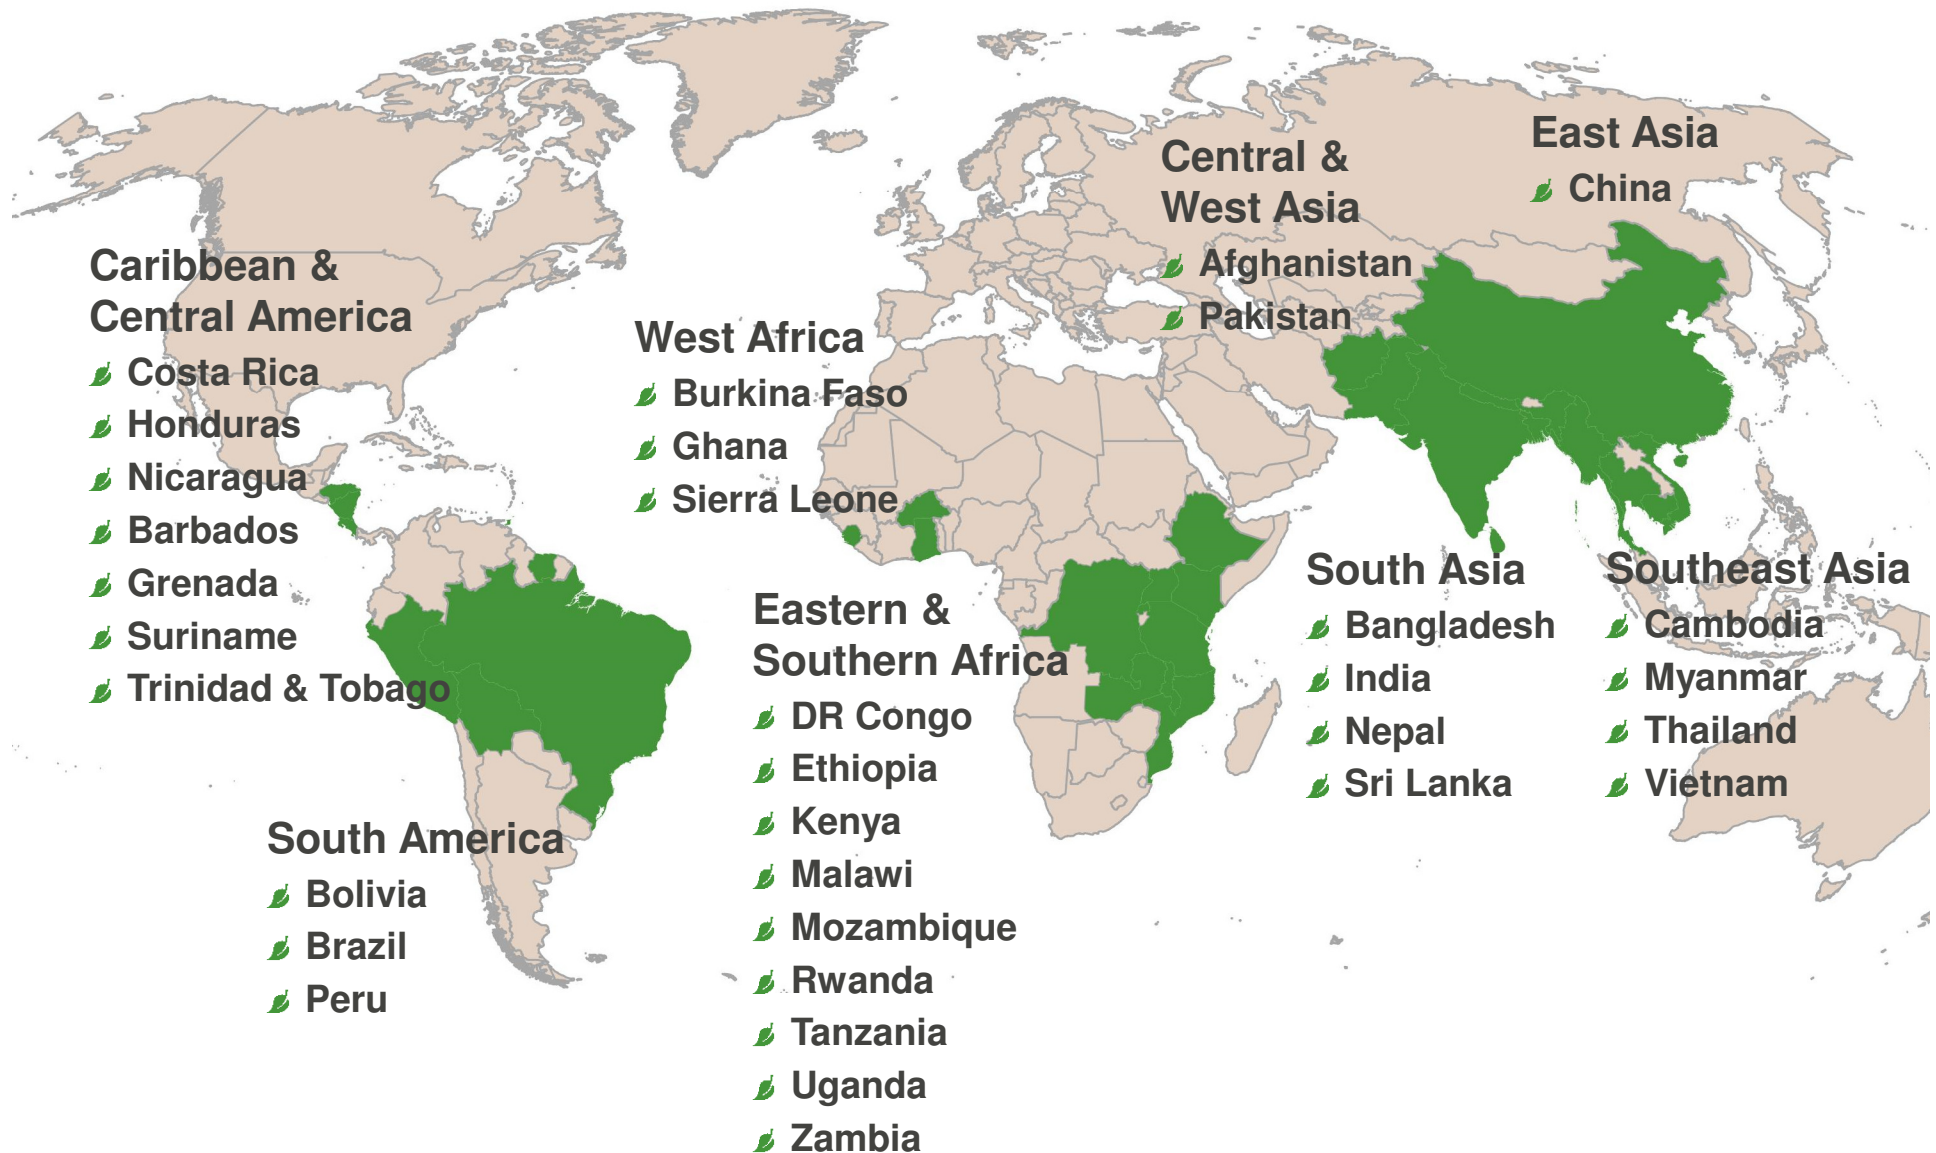 Caribbean &
Central America
Costa Rica
Honduras
Nicaragua
Barbados
Grenada
Suriname
Trinidad & Tobago
South America
Bolivia
Brazil
Peru
West Africa
Burkina Faso
Ghana
Sierra Leone
Eastern &
Southern Africa
DR Congo
Ethiopia
Kenya
Malawi
Mozambique
Rwanda
Tanzania
Uganda
Zambia
Central &
West Asia
Afghanistan
Pakistan
East Asia
China
South Asia
Bangladesh
India
Nepal
Sri Lanka
Southeast Asia
Cambodia
Myanmar
Thailand
Vietnam